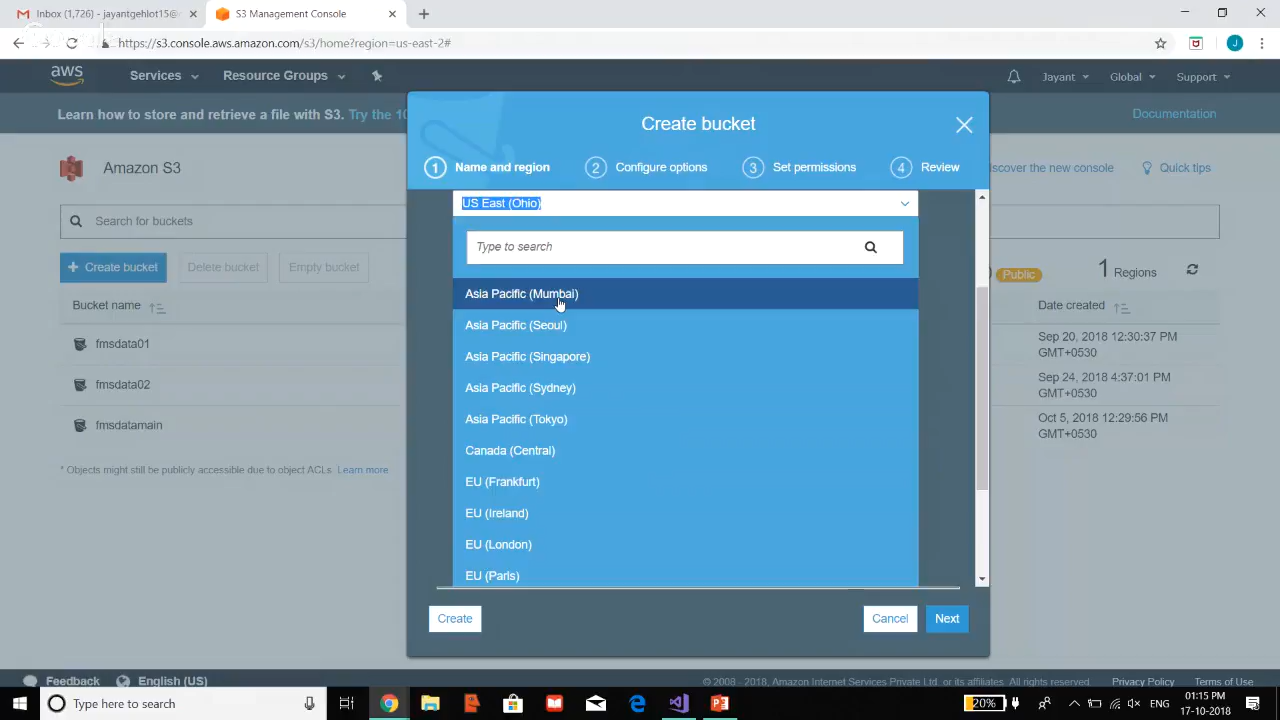 Inbox (1,726) - jayantgehlot15@
S3 Management Console
https://s3.console.aws.amazon.com/s3/home?region=us-east-2#
J
aws
Services
Resource Groups
Jayant
Global
Support
Learn how to store and retrieve a file with S3. Try the 10
Documentation
Create bucket
1 Name and region
2 Configure options
3 Set permissions
4 Review
Amazon S3
iscover the new console
Quick tips
US East (Ohio)
Search for buckets
Type to search
+ Create bucket
Delete bucket
Empty bucket
Public
1 Regions
Asia Pacific (Mumbai)
Bucket name
Date created
Asia Pacific (Seoul)
fmsdata01
Sep 20, 2018 12:30:37 PM
GMT+0530
Asia Pacific (Singapore)
fmsdata02
Sep 24, 2018 4:37:01 PM
GMT+0530
Asia Pacific (Sydney)
Asia Pacific (Tokyo)
fmsdatamain
Oct 5, 2018 12:29:56 PM
GMT+0530
Canada (Central)
* Objects might still be publicly accessible due to object ACLs. Learn more.
EU (Frankfurt)
EU (Ireland)
EU (London)
EU (Paris)
Create
Cancel
Next
Feedback
English (US)
© 2008 - 2018, Amazon Internet Services Private Ltd. or its affiliates. All rights reserved.
Privacy Policy
Terms of Use
Type here to search
20%
ENG
01:15 PM
17-10-2018